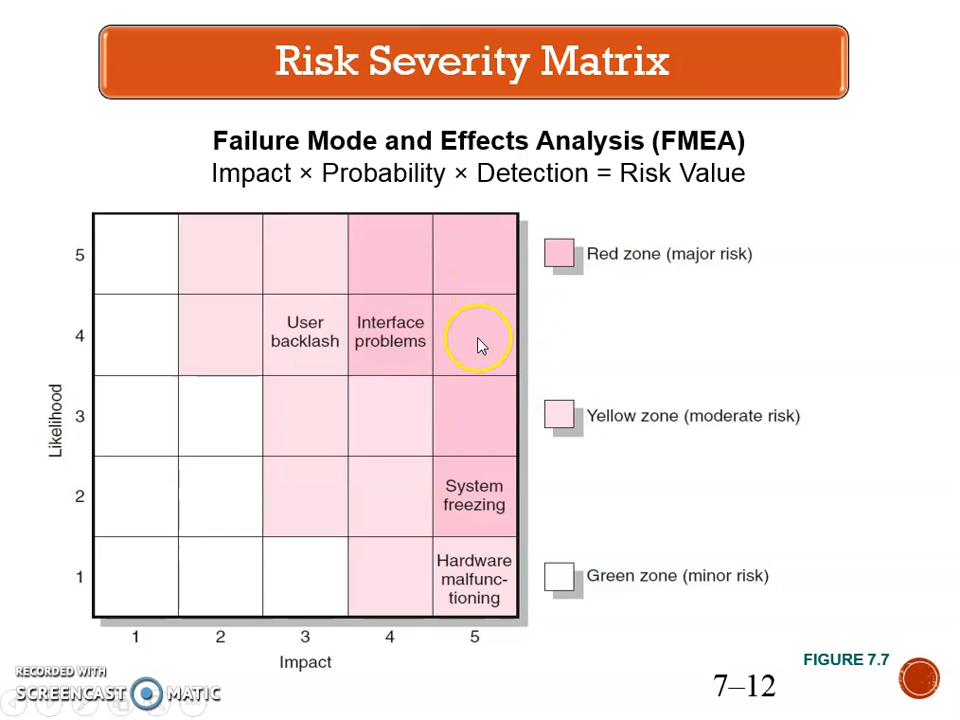 Risk Severity Matrix
Failure Mode and Effects Analysis (FMEA)
Impact × Probability × Detection = Risk Value
5
Red zone (major risk)
4
User
backlash
Interface
problems
Likelihood
3
Yellow zone (moderate risk)
2
System
freezing
1
Hardware
malfunc-
tioning
Green zone (minor risk)
1
2
3
4
5
Impact
FIGURE 7.7
7–12
RECORDED WITH
SCREENCAST MATIC